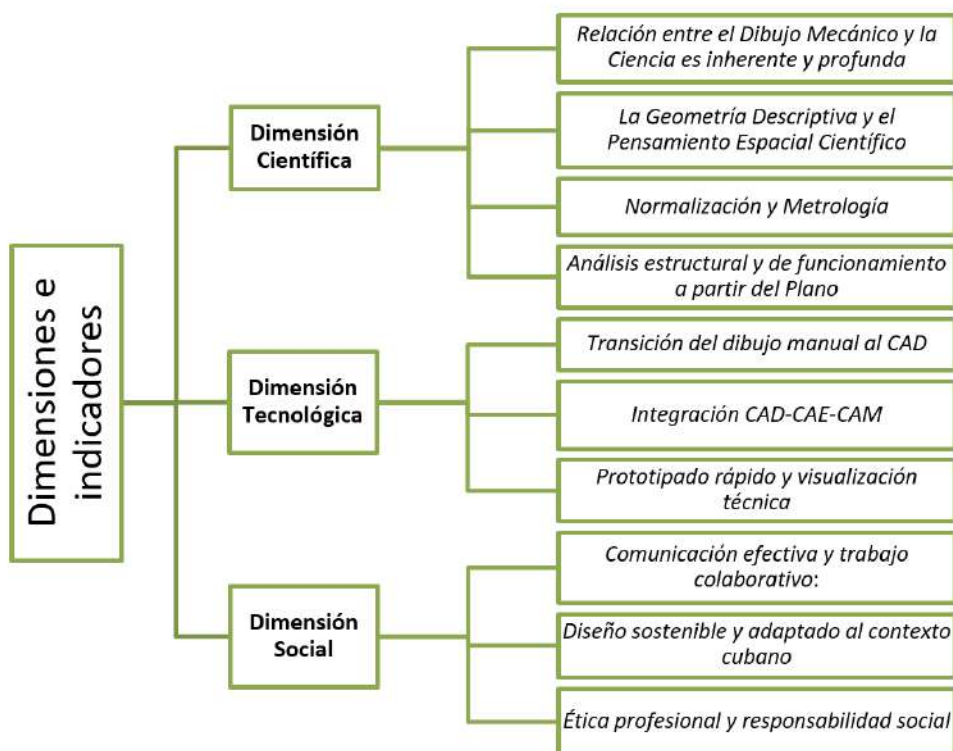 Dimensiones e
indicadores
Dimensión
Científica
Relación entre el Dibujo Mecánico y la
Ciencia es inherente y profunda
La Geometría Descriptiva y el
Pensamiento Espacial Científico
Normalización y Metrología
Análisis estructural y de funcionamiento
a partir del Plano
Dimensión
Tecnológica
Transición del dibujo manual al CAD
Integración CAD-CAE-CAM
Prototipado rápido y visualización
técnica
Dimensión
Social
Comunicación efectiva y trabajo
colaborativo:
Diseño sostenible y adaptado al contexto
cubano
Ética profesional y responsabilidad social